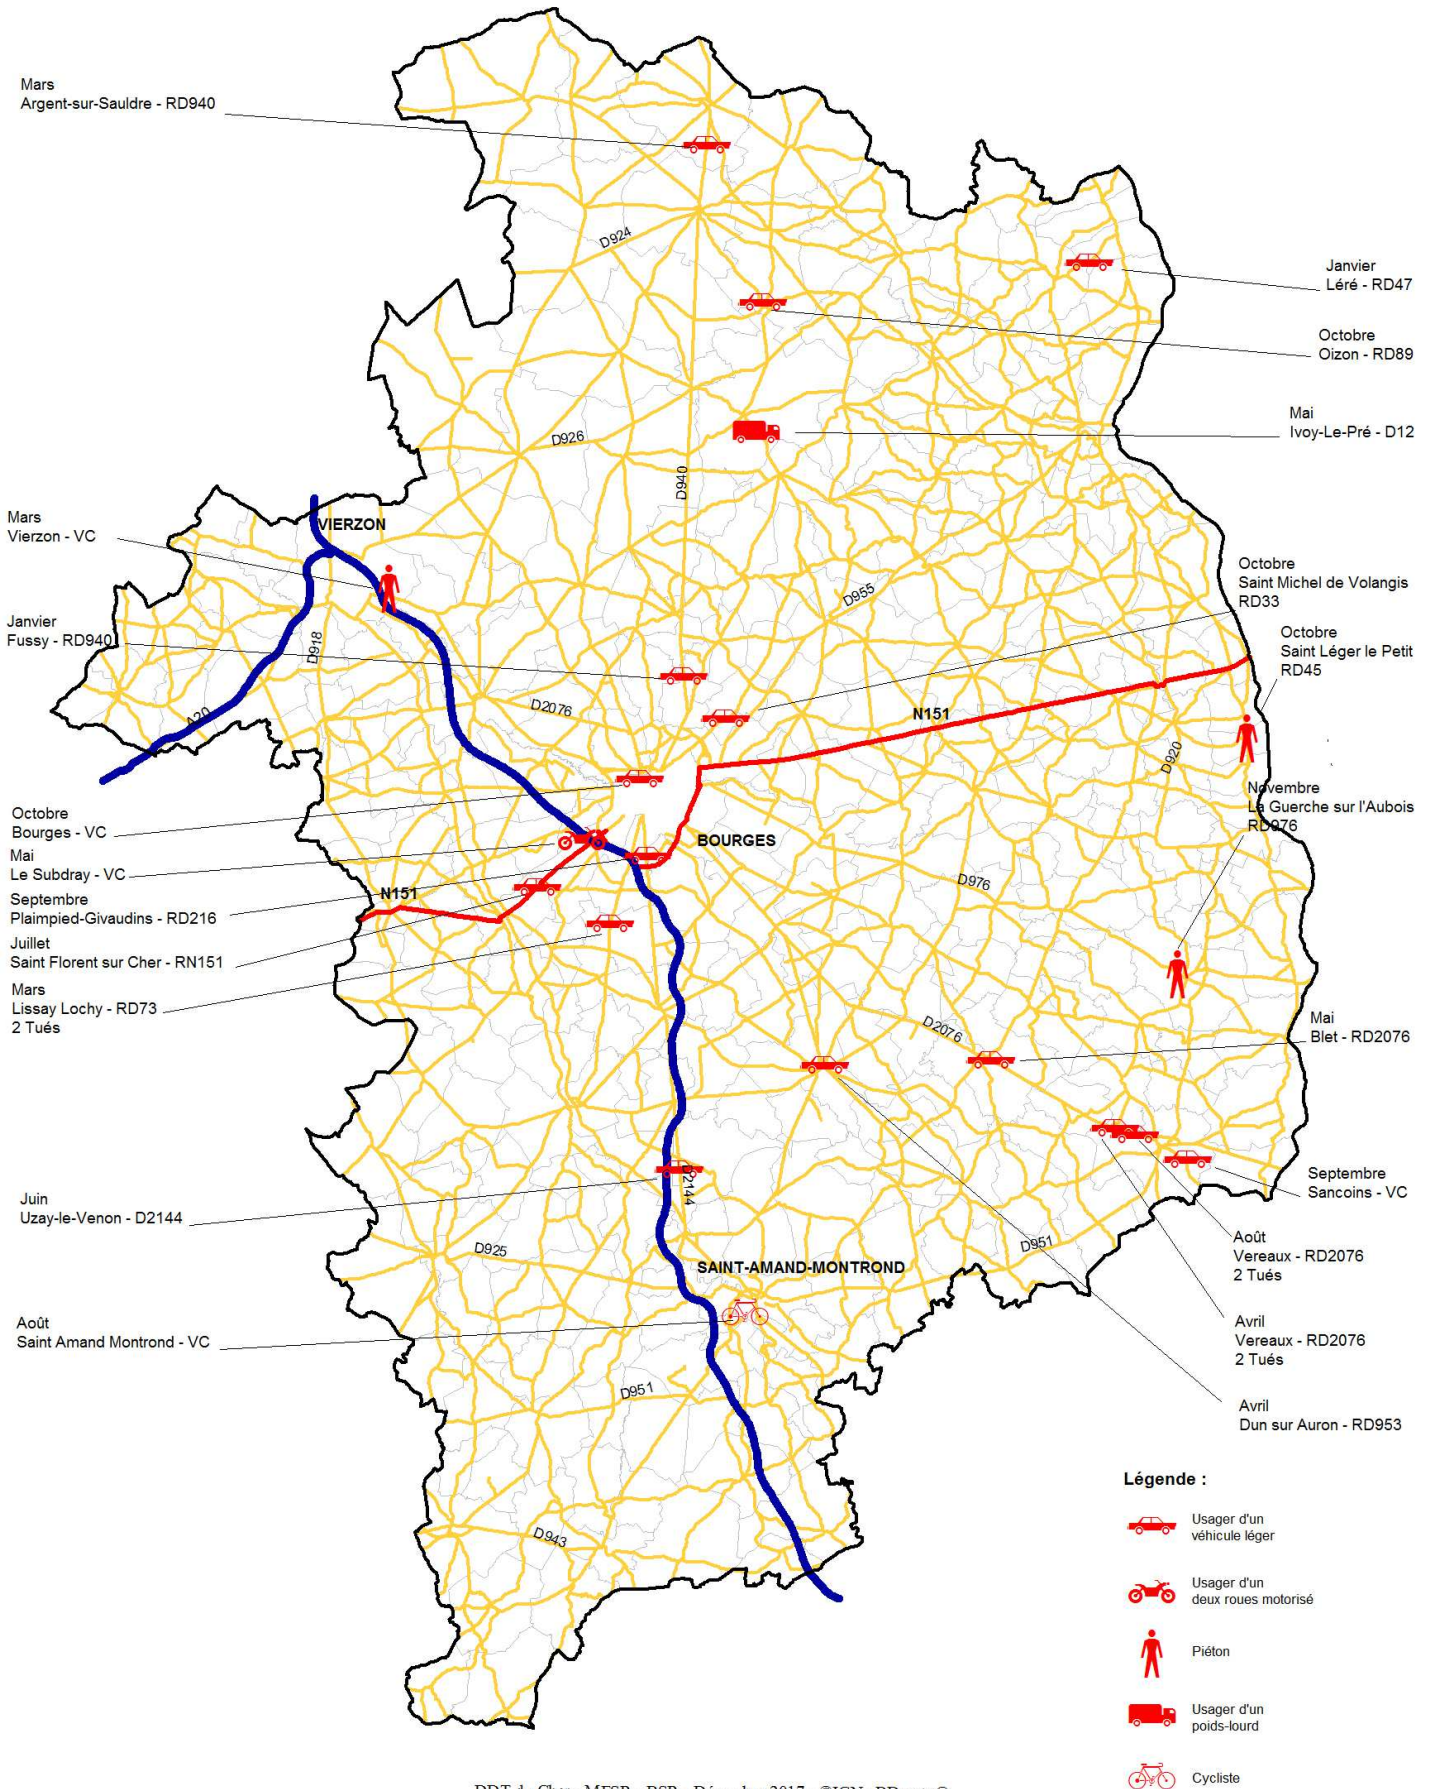 Mars
Argent-sur-Sauldre - RD940
Janvier
Léré - RD47
D924
Octobre
Oizon - RD89
Mai
Ivoy-Le-Pré - D12
D926
D940
Mars
Vierzon - VC
VIERZON
Octobre
Saint Michel de Volangis
RD33
D955
Janvier
Fussy - RD940
D918
Octobre
Saint Léger le Petit
RD45
A20
D2076
N151
D920
Novembre
La Guerche sur l'Aubois
RD976
Octobre
Bourges - VC
BOURGES
Mai
Le Subdray - VC
D976
Septembre
Plaimpied-Givaudins - RD216
N151
Juillet
Saint Florent sur Cher - RN151
Mars
Lissay Lochy - RD73
2 Tués
D2076
Mai
Blet - RD2076
Juin
Uzay-le-Venon - D2144
D2144
Septembre
Sancoins - VC
D925
D951
Août
Vereaux - RD2076
2 Tués
SAINT-AMAND-MONTROND
Août
Saint Amand Montrond - VC
Avril
Vereaux - RD2076
2 Tués
D951
Avril
Dun sur Auron - RD953
D943
Légende :
Usager d'un
véhicule léger
Usager d'un
deux roues motorisé
Piéton
Usager d'un
poids-lourd
Cycliste